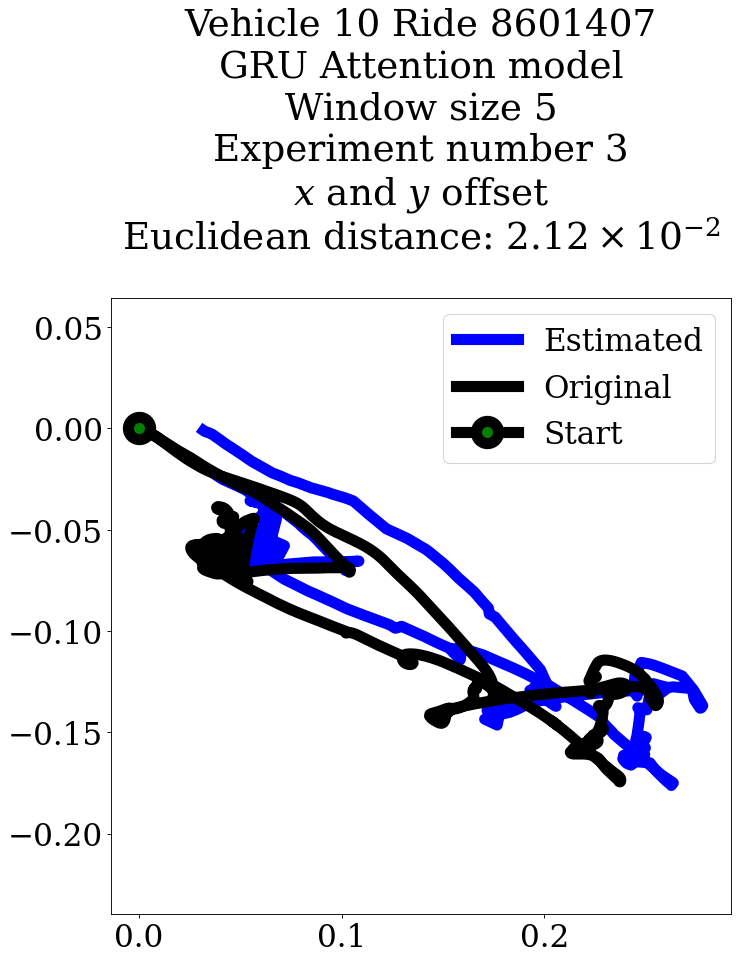 Vehicle 10 Ride 8601407
GRU Attention model
Window size 5
Experiment number 3
x and y offset
Euclidean distance: 2.12 × 10⁻²
Estimated
Original
Start
0.05
0.00
−0.05
−0.10
−0.15
−0.20
0.0 0.1 0.2